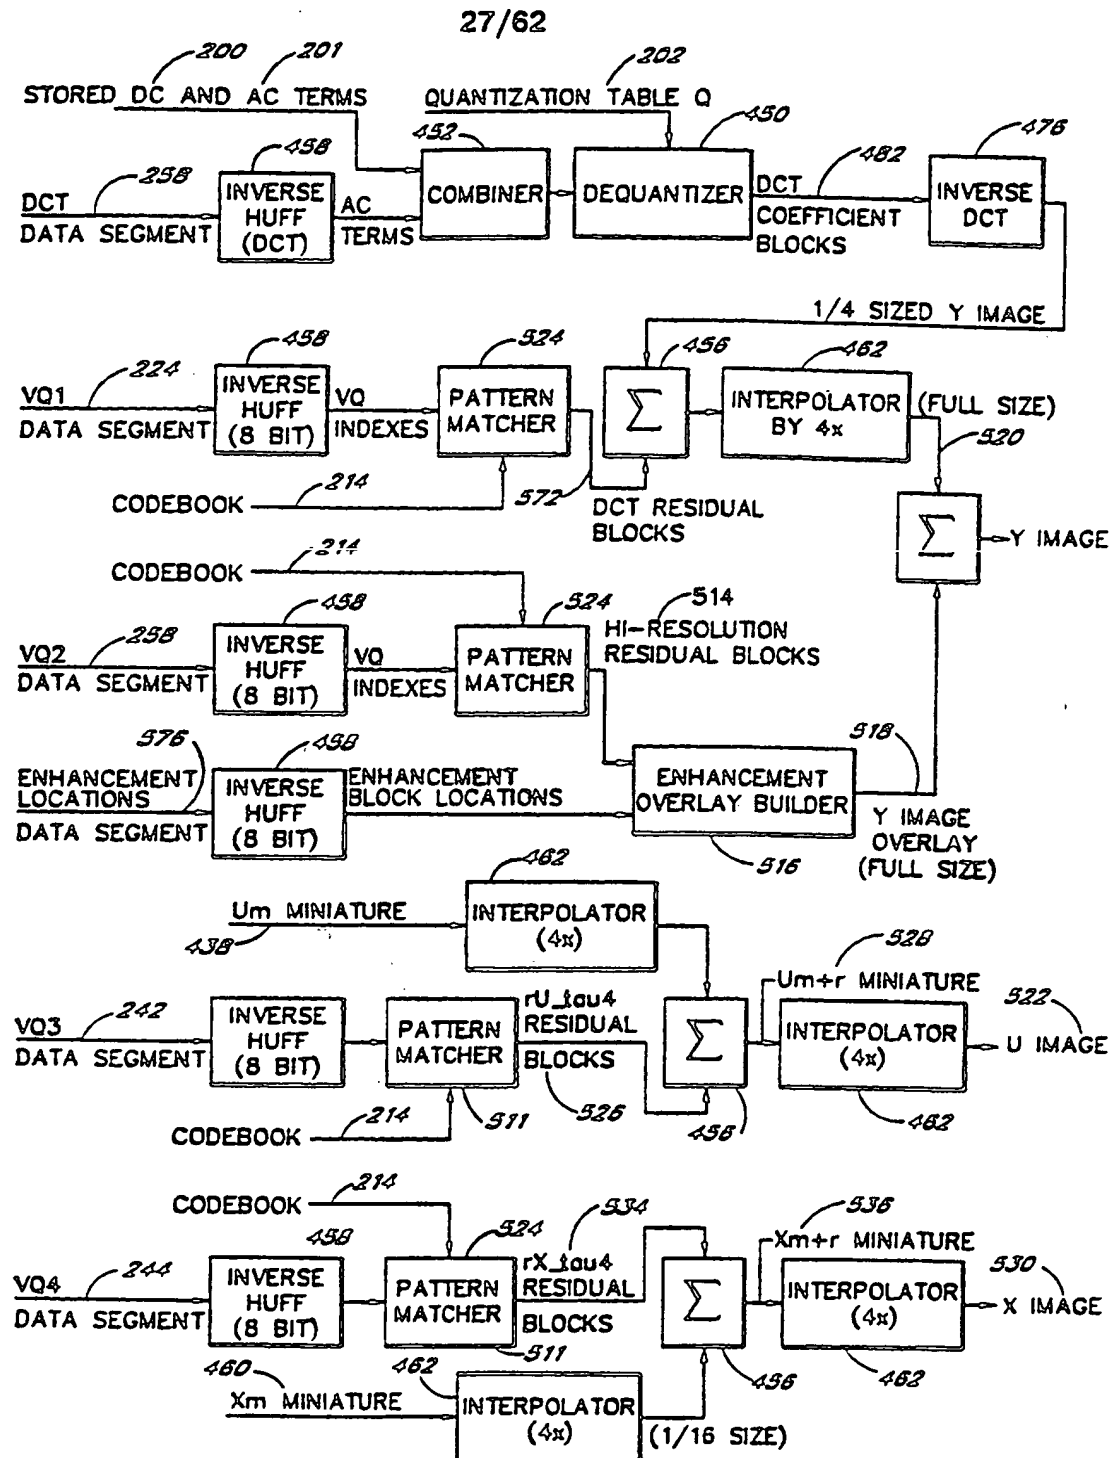 27/62
200
201
202
STORED DC AND AC TERMS
QUANTIZATION TABLE Q
458
452
450
476
258
482
DCT
DATA SEGMENT
INVERSE
HUFF
(DCT)
AC
TERMS
COMBINER
DEQUANTIZER
DCT
COEFFICIENT
BLOCKS
INVERSE
DCT
1/4 SIZED Y IMAGE
458
524
456
462
224
VQ1
DATA SEGMENT
INVERSE
HUFF
(8 BIT)
VQ
INDEXES
PATTERN
MATCHER
Σ
INTERPOLATOR
BY 4x
(FULL SIZE)
520
214
CODEBOOK
572
DCT RESIDUAL
BLOCKS
Σ
Y IMAGE
214
CODEBOOK
458
524
514
HI-RESOLUTION
RESIDUAL BLOCKS
258
VQ2
DATA SEGMENT
INVERSE
HUFF
(8 BIT)
VQ
INDEXES
PATTERN
MATCHER
576
458
518
ENHANCEMENT
LOCATIONS
DATA SEGMENT
INVERSE
HUFF
(8 BIT)
ENHANCEMENT
BLOCK LOCATIONS
ENHANCEMENT
OVERLAY BUILDER
516
Y IMAGE
OVERLAY
(FULL SIZE)
462
Um MINIATURE
438
INTERPOLATOR
(4x)
528
Um+r MINIATURE
522
242
VQ3
DATA SEGMENT
INVERSE
HUFF
(8 BIT)
PATTERN
MATCHER
rU_tau4
RESIDUAL
BLOCKS
526
Σ
INTERPOLATOR
(4x)
U IMAGE
214
CODEBOOK
511
456
462
214
CODEBOOK
458
524
534
536
Xm+r MINIATURE
530
244
VQ4
DATA SEGMENT
INVERSE
HUFF
(8 BIT)
PATTERN
MATCHER
rX_tau4
RESIDUAL
BLOCKS
Σ
INTERPOLATOR
(4x)
X IMAGE
511
460
462
456
462
Xm MINIATURE
INTERPOLATOR
(4x)
(1/16 SIZE)